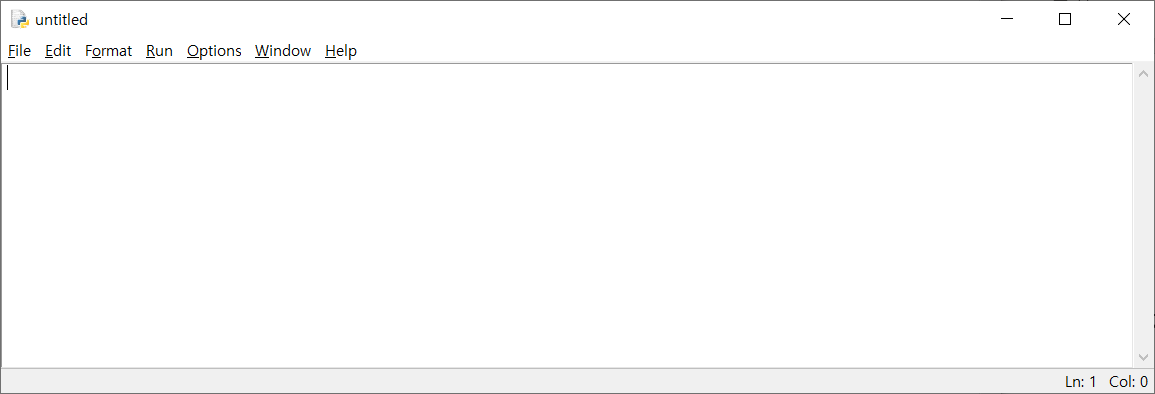 untitled
File Edit Format Run Options Window Help
Ln: 1 Col: 0